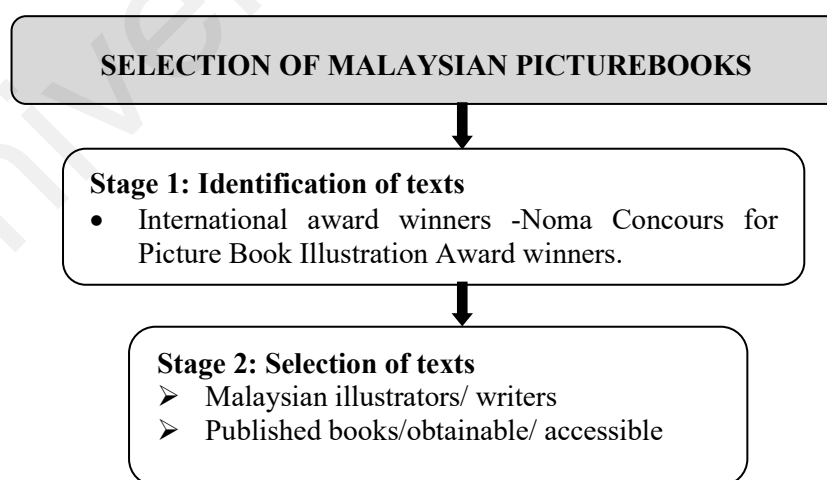 SELECTION OF MALAYSIAN PICTUREBOOKS
Stage 1: Identification of texts
• International award winners -Noma Concours for
Picture Book Illustration Award winners.
Stage 2: Selection of texts
➢ Malaysian illustrators/ writers
➢ Published books/obtainable/ accessible